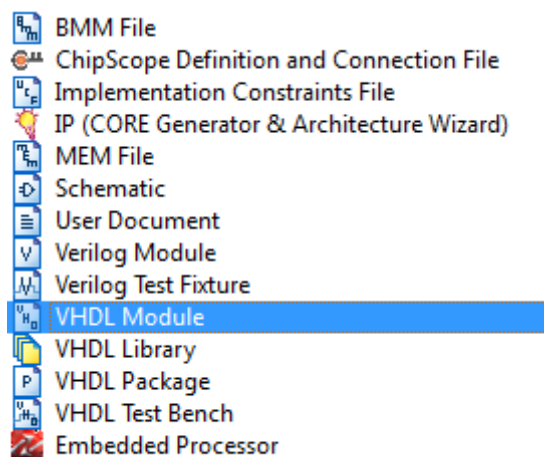 BMM File
ChipScope Definition and Connection File
Implementation Constraints File
IP (CORE Generator & Architecture Wizard)
MEM File
Schematic
User Document
Verilog Module
Verilog Test Fixture
VHDL Module
VHDL Library
VHDL Package
VHDL Test Bench
Embedded Processor